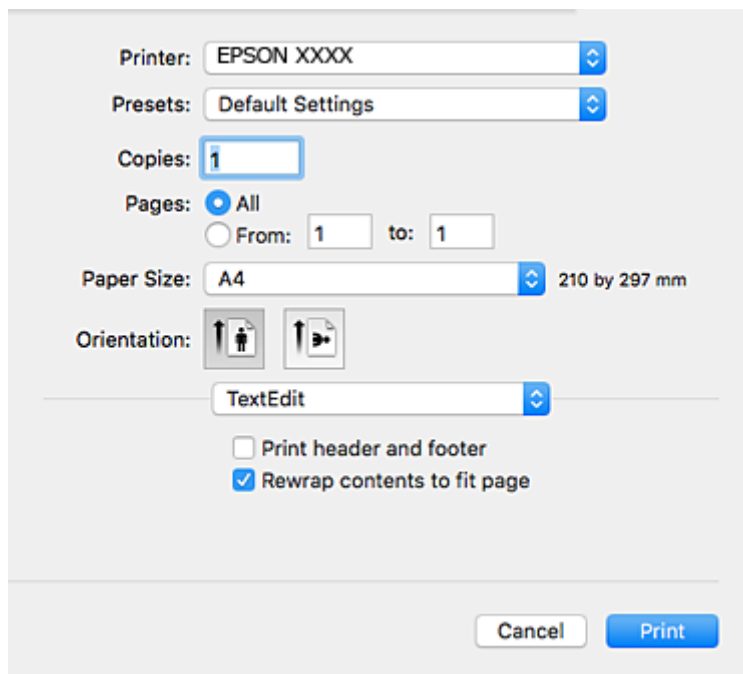 Printer: EPSON XXXX
Presets: Default Settings
Copies: 1
Pages: All
From: 1 to: 1
Paper Size: A4 210 by 297 mm
Orientation:
TextEdit
Print header and footer
Rewrap contents to fit page
Cancel Print